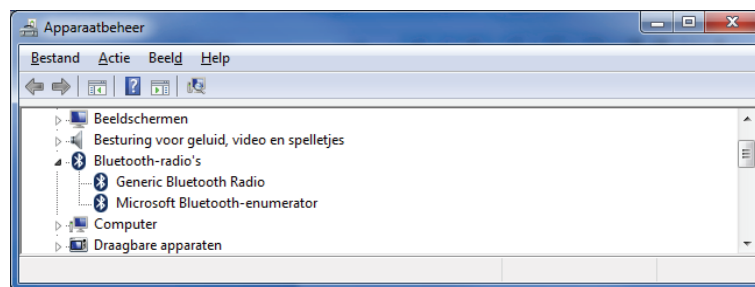 Apparaatbeheer
Bestand Actie Beeld Help
Beeldschermen
Besturing voor geluid, video en spelletjes
Bluetooth-radio's
Generic Bluetooth Radio
Microsoft Bluetooth-enumerator
Computer
Draagbare apparaten